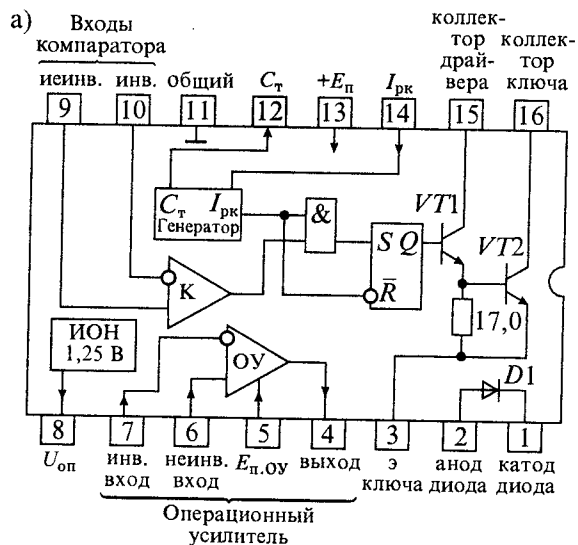 а)
Входы
компаратора
иеинв. инв. общий Cт +Eп Iрк
коллек-
тор
драй-
вера
коллек-
тор
ключа
9 10 11 12 13 14 15 16
Cт Iрк
Генератор
&
S Q
R̅
VT1
VT2
К
17,0
ИОН
1,25 В
ОУ
D1
8 7 6 5 4 3 2 1
Uоп
инв.
вход
неинв.
вход
Eп.ОУ
выход
э
ключа
анод
диода
катод
диода
Операционный
усилитель